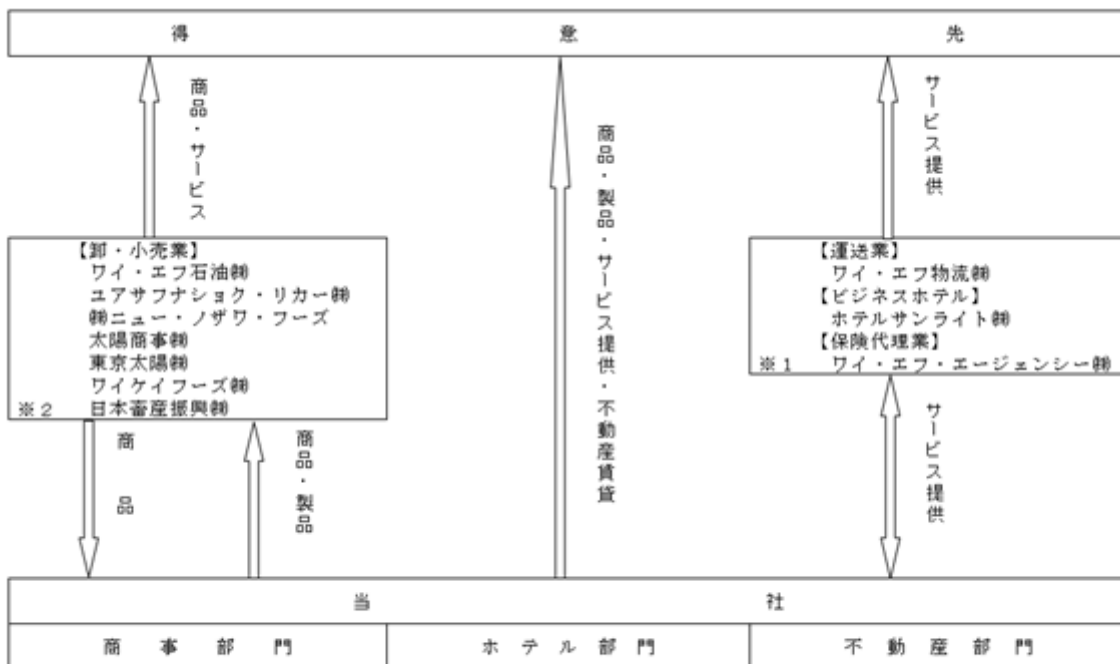 得意先
商品・サービス
商品・製品・サービス提供・不動産賃貸
サービス提供
【卸・小売業】
ワイ・エフ石油㈱
ユアサフナショク・リカー㈱
㈱ニュー・ノザワ・フーズ
太陽商事㈱
東京太陽㈱
ワイケイフーズ㈱
※2 日本畜産振興㈱
【運送業】
ワイ・エフ物流㈱
【ビジネスホテル】
ホテルサンライト㈱
【保険代理業】
※1 ワイ・エフ・エージェンシー㈱
商品
商品・製品
サービス提供
当社
商事部門
ホテル部門
不動産部門